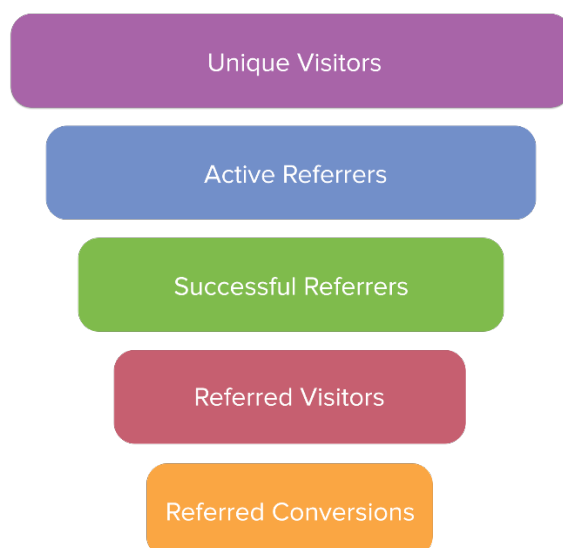 Unique Visitors
Active Referrers
Successful Referrers
Referred Visitors
Referred Conversions